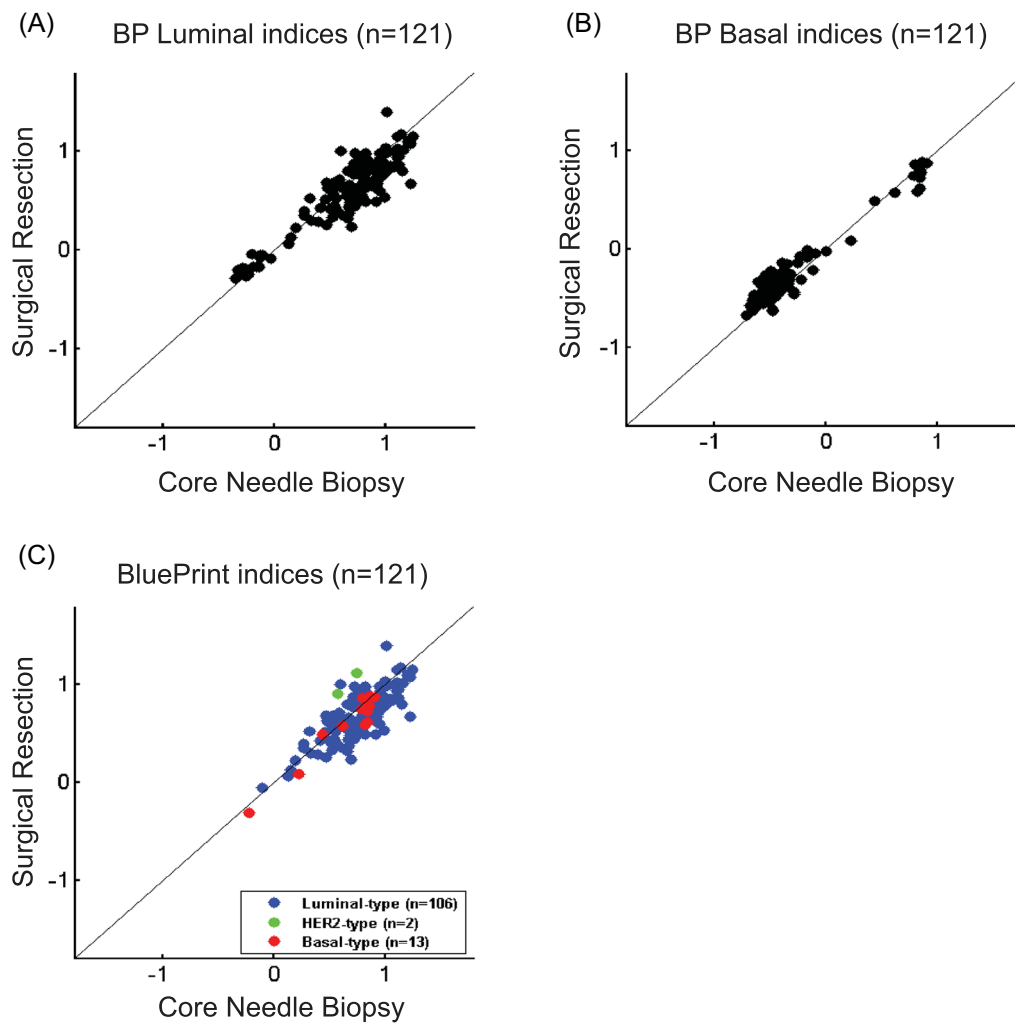 (A)
BP Luminal indices (n=121)
Surgical Resection
1
0
-1
-1
0
1
Core Needle Biopsy
(B)
BP Basal indices (n=121)
Surgical Resection
1
0
-1
-1
0
1
Core Needle Biopsy
(C)
BluePrint indices (n=121)
Surgical Resection
1
0
-1
Luminal-type (n=106)
HER2-type (n=2)
Basal-type (n=13)
-1
0
1
Core Needle Biopsy